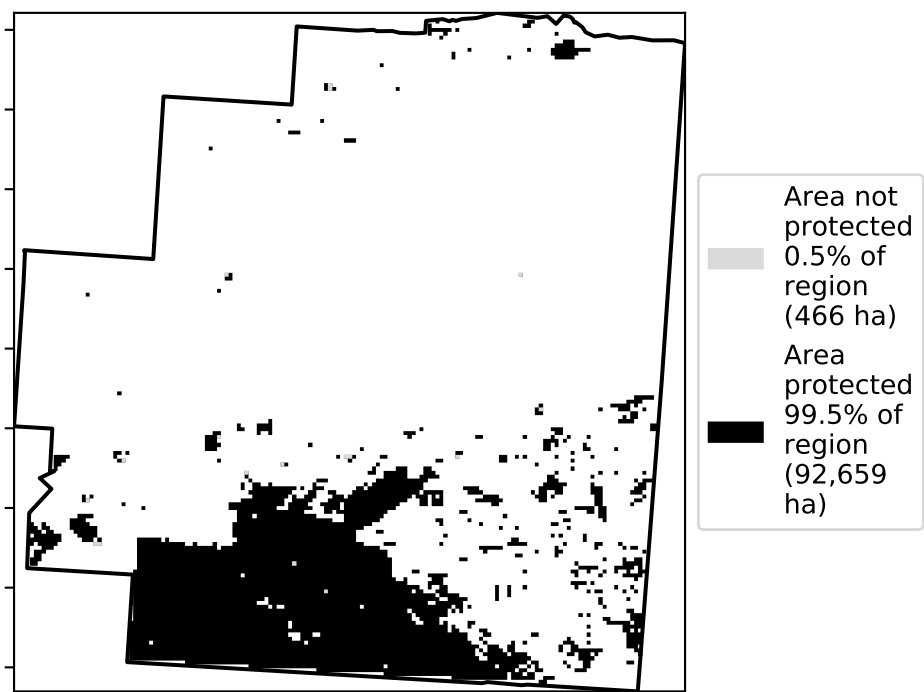 Area not
protected
0.5% of
region
(466 ha)
Area
protected
99.5% of
region
(92,659
ha)